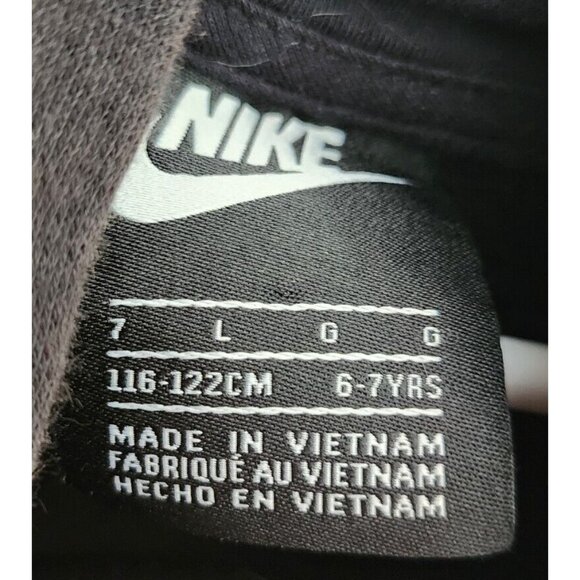 NIKE
7 L G G
116-122CM 6-7YRS
MADE IN VIETNAM
FABRIQUÉ AU VIETNAM
HECHO EN VIETNAM